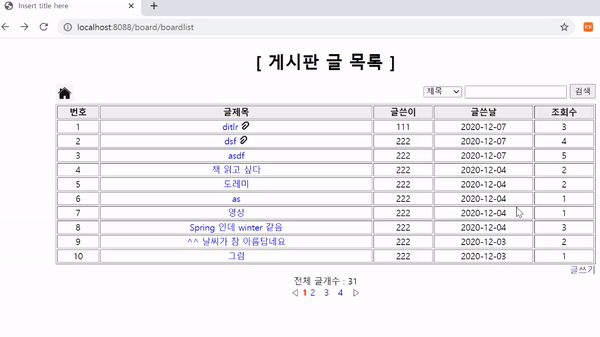 Insert title here
localhost:8088/board/boardlist
[ 게시판 글 목록 ]
제목 검색
번호 글제목 글쓴이 글쓴날 조회수
1 ditlr 111 2020-12-07 3
2 dsf 222 2020-12-07 4
3 asdf 222 2020-12-07 5
4 책 읽고 싶다 222 2020-12-04 2
5 도레미 222 2020-12-04 2
6 as 222 2020-12-04 1
7 영상 222 2020-12-04 1
8 Spring 인데 winter 같음 222 2020-12-04 3
9 ^^ 날씨가 참 아름답네요 222 2020-12-03 2
10 그럼 222 2020-12-03 1
글쓰기
전체 글개수 : 31
◁ 1 2 3 4 ▷